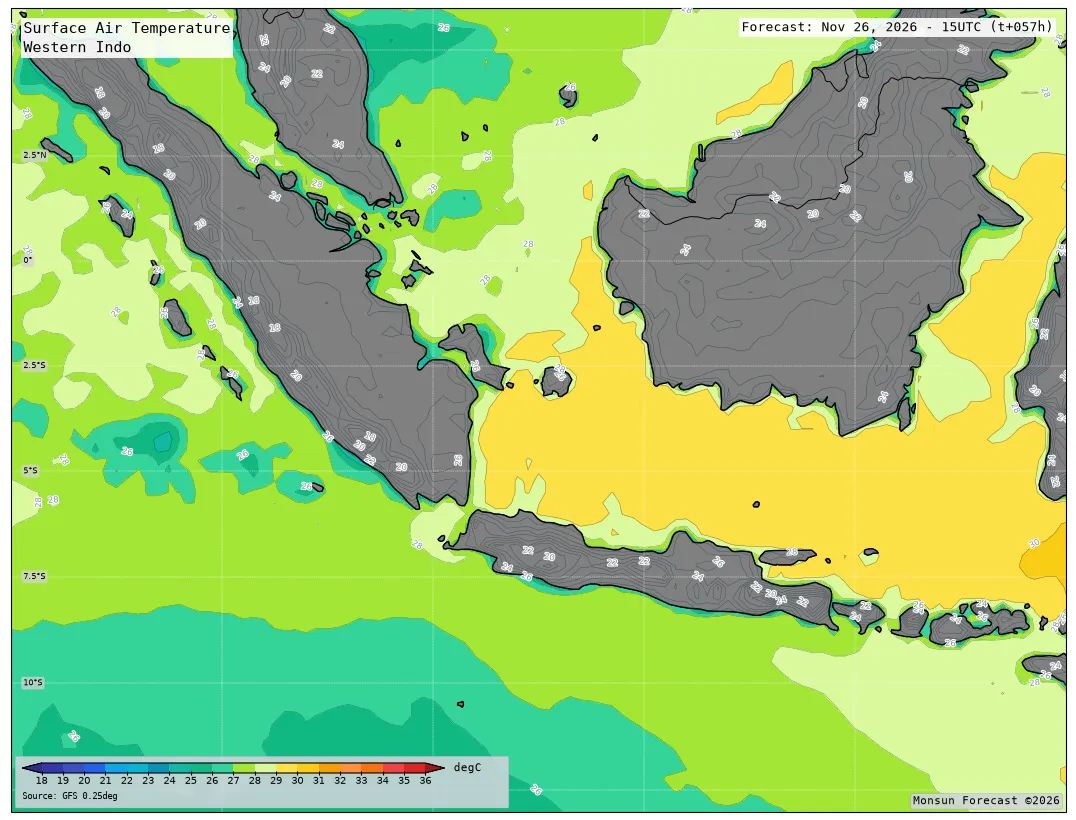 Surface Air Temperature
Western Indo
Forecast: Nov 26, 2026 - 15UTC (t+057h)
2.5°N
0°
2.5°S
5°S
7.5°S
10°S
18 19 20 21 22 23 24 25 26 27 28 29 30 31 32 33 34 35 36
degC
Source: GFS 0.25deg
Monsun Forecast ©2026